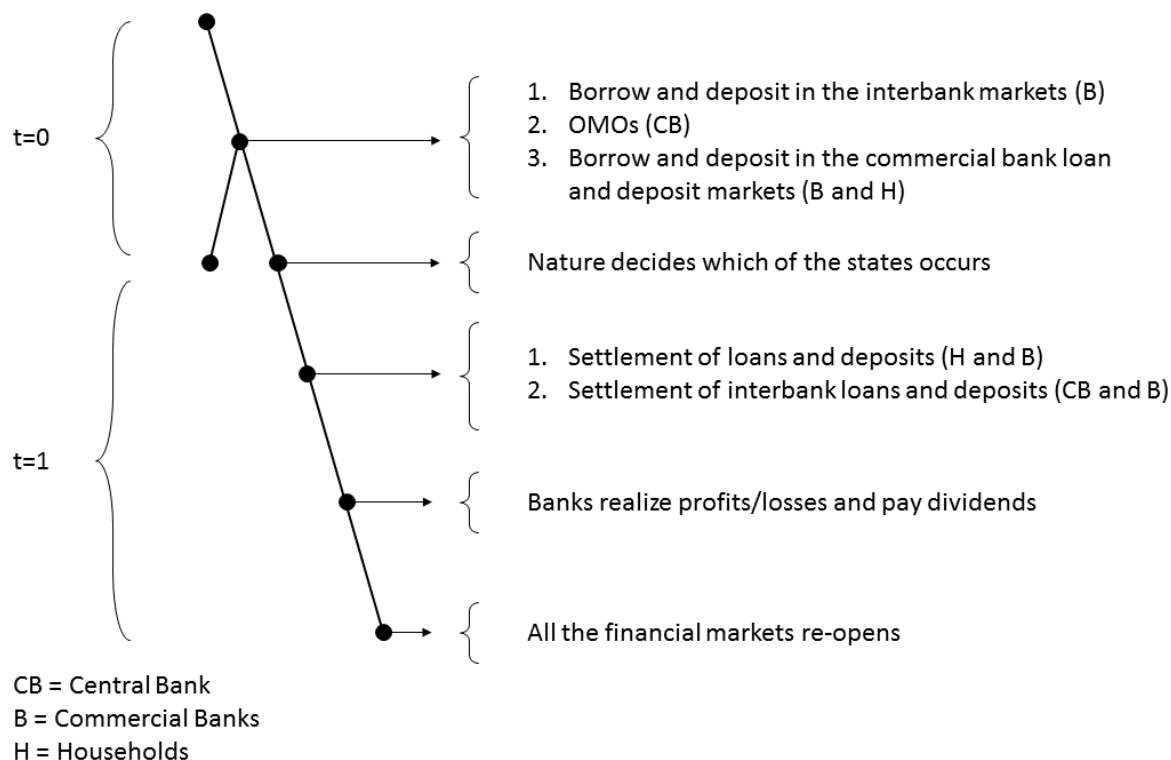 t=0
1. Borrow and deposit in the interbank markets (B)
2. OMOs (CB)
3. Borrow and deposit in the commercial bank loan
and deposit markets (B and H)
Nature decides which of the states occurs
t=1
1. Settlement of loans and deposits (H and B)
2. Settlement of interbank loans and deposits (CB and B)
Banks realize profits/losses and pay dividends
All the financial markets re-opens
CB = Central Bank
B = Commercial Banks
H = Households